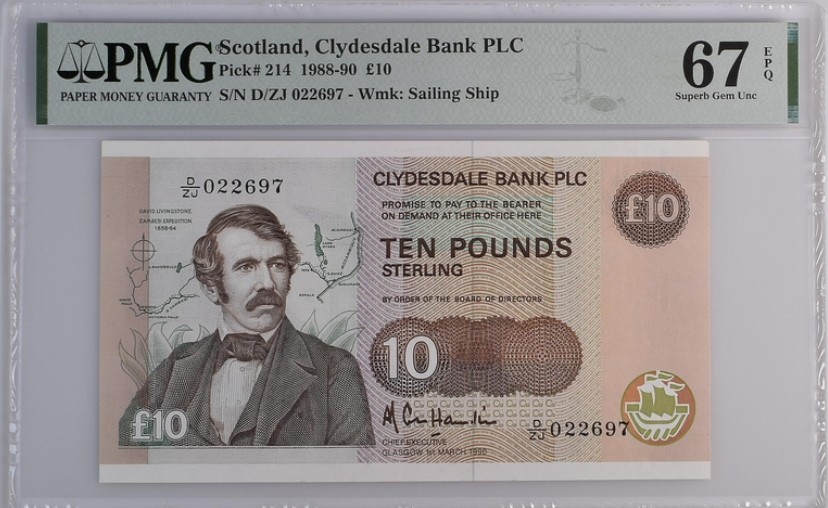 PMG
PAPER MONEY GUARANTY
Scotland, Clydesdale Bank PLC
Pick# 214 1988-90 £10
S/N D/ZJ 022697 - Wmk: Sailing Ship
67 EPQ
Superb Gem Unc
D/ZJ 022697
DAVID LIVINGSTONE
ZAMBESI EXPEDITION
1858-64
CLYDESDALE BANK PLC
PROMISE TO PAY TO THE BEARER
ON DEMAND AT THEIR OFFICE HERE
£10
TEN POUNDS
STERLING
BY ORDER OF THE BOARD OF DIRECTORS
10
£10
CHIEF EXECUTIVE
GLASGOW 1st MARCH 1990
D/ZJ 022697